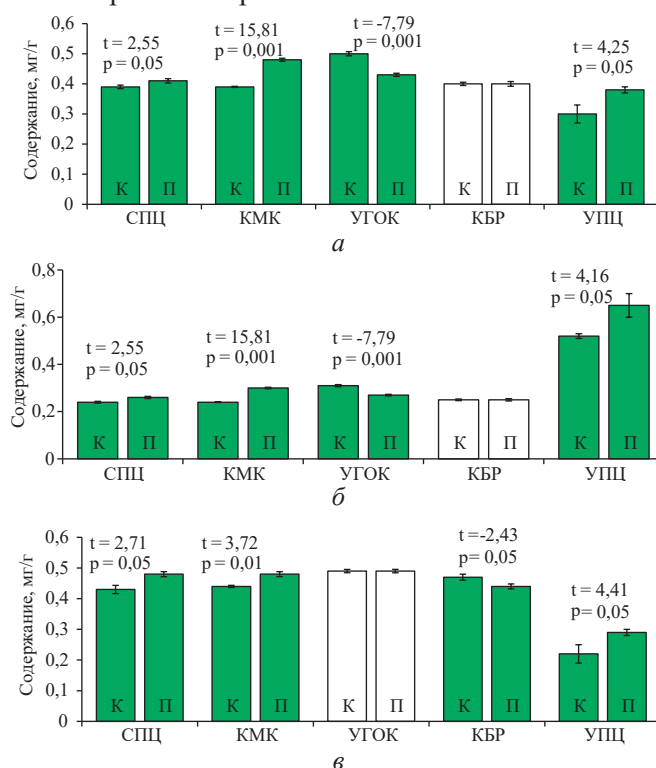 0,6
0,5
0,4
0,3
0,2
0,1
0
Содержание, мг/г
t = 2,55
p = 0,05
t = 15,81
p = 0,001
t = -7,79
p = 0,001
t = 4,25
p = 0,05
К П К П К П К П К П
СПЦ КМК УГОК КБР УПЦ
а
0,8
0,6
0,4
0,2
0
Содержание, мг/г
t = 2,55
p = 0,05
t = 15,81
p = 0,001
t = -7,79
p = 0,001
t = 4,16
p = 0,05
К П К П К П К П К П
СПЦ КМК УГОК КБР УПЦ
б
0,6
0,5
0,4
0,3
0,2
0,1
0
Содержание, мг/г
t = 2,71
p = 0,05
t = 3,72
p = 0,01
t=-2,43
p= 0,05
t= 4,41
p= 0,05
К П К П К П К П К П
СПЦ КМК УГОК КБР УПЦ
в